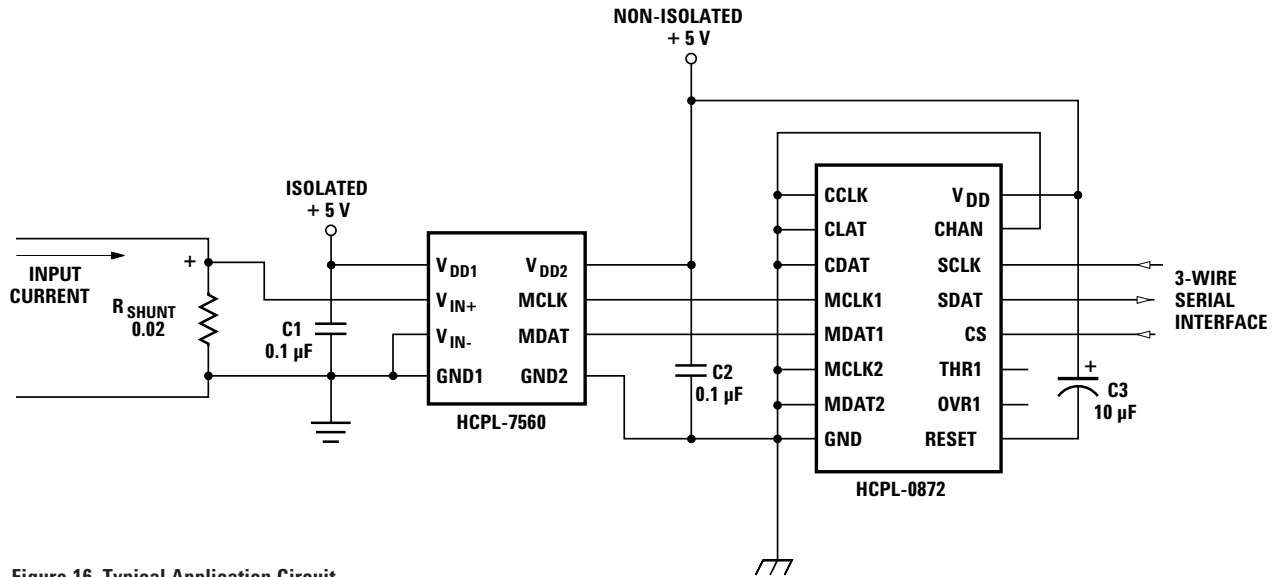 NON-ISOLATED
+ 5 V
ISOLATED
+ 5 V
INPUT
CURRENT
+
R SHUNT
0.02
C1
0.1 µF
V DD1
V IN+
V IN-
GND1
V DD2
MCLK
MDAT
GND2
HCPL-7560
C2
0.1 µF
CCLK
CLAT
CDAT
MCLK1
MDAT1
MCLK2
MDAT2
GND
V DD
CHAN
SCLK
SDAT
CS
THR1
OVR1
RESET
HCPL-0872
3-WIRE
SERIAL
INTERFACE
+
C3
10 µF
Figure 16. Typical Application Circuit.